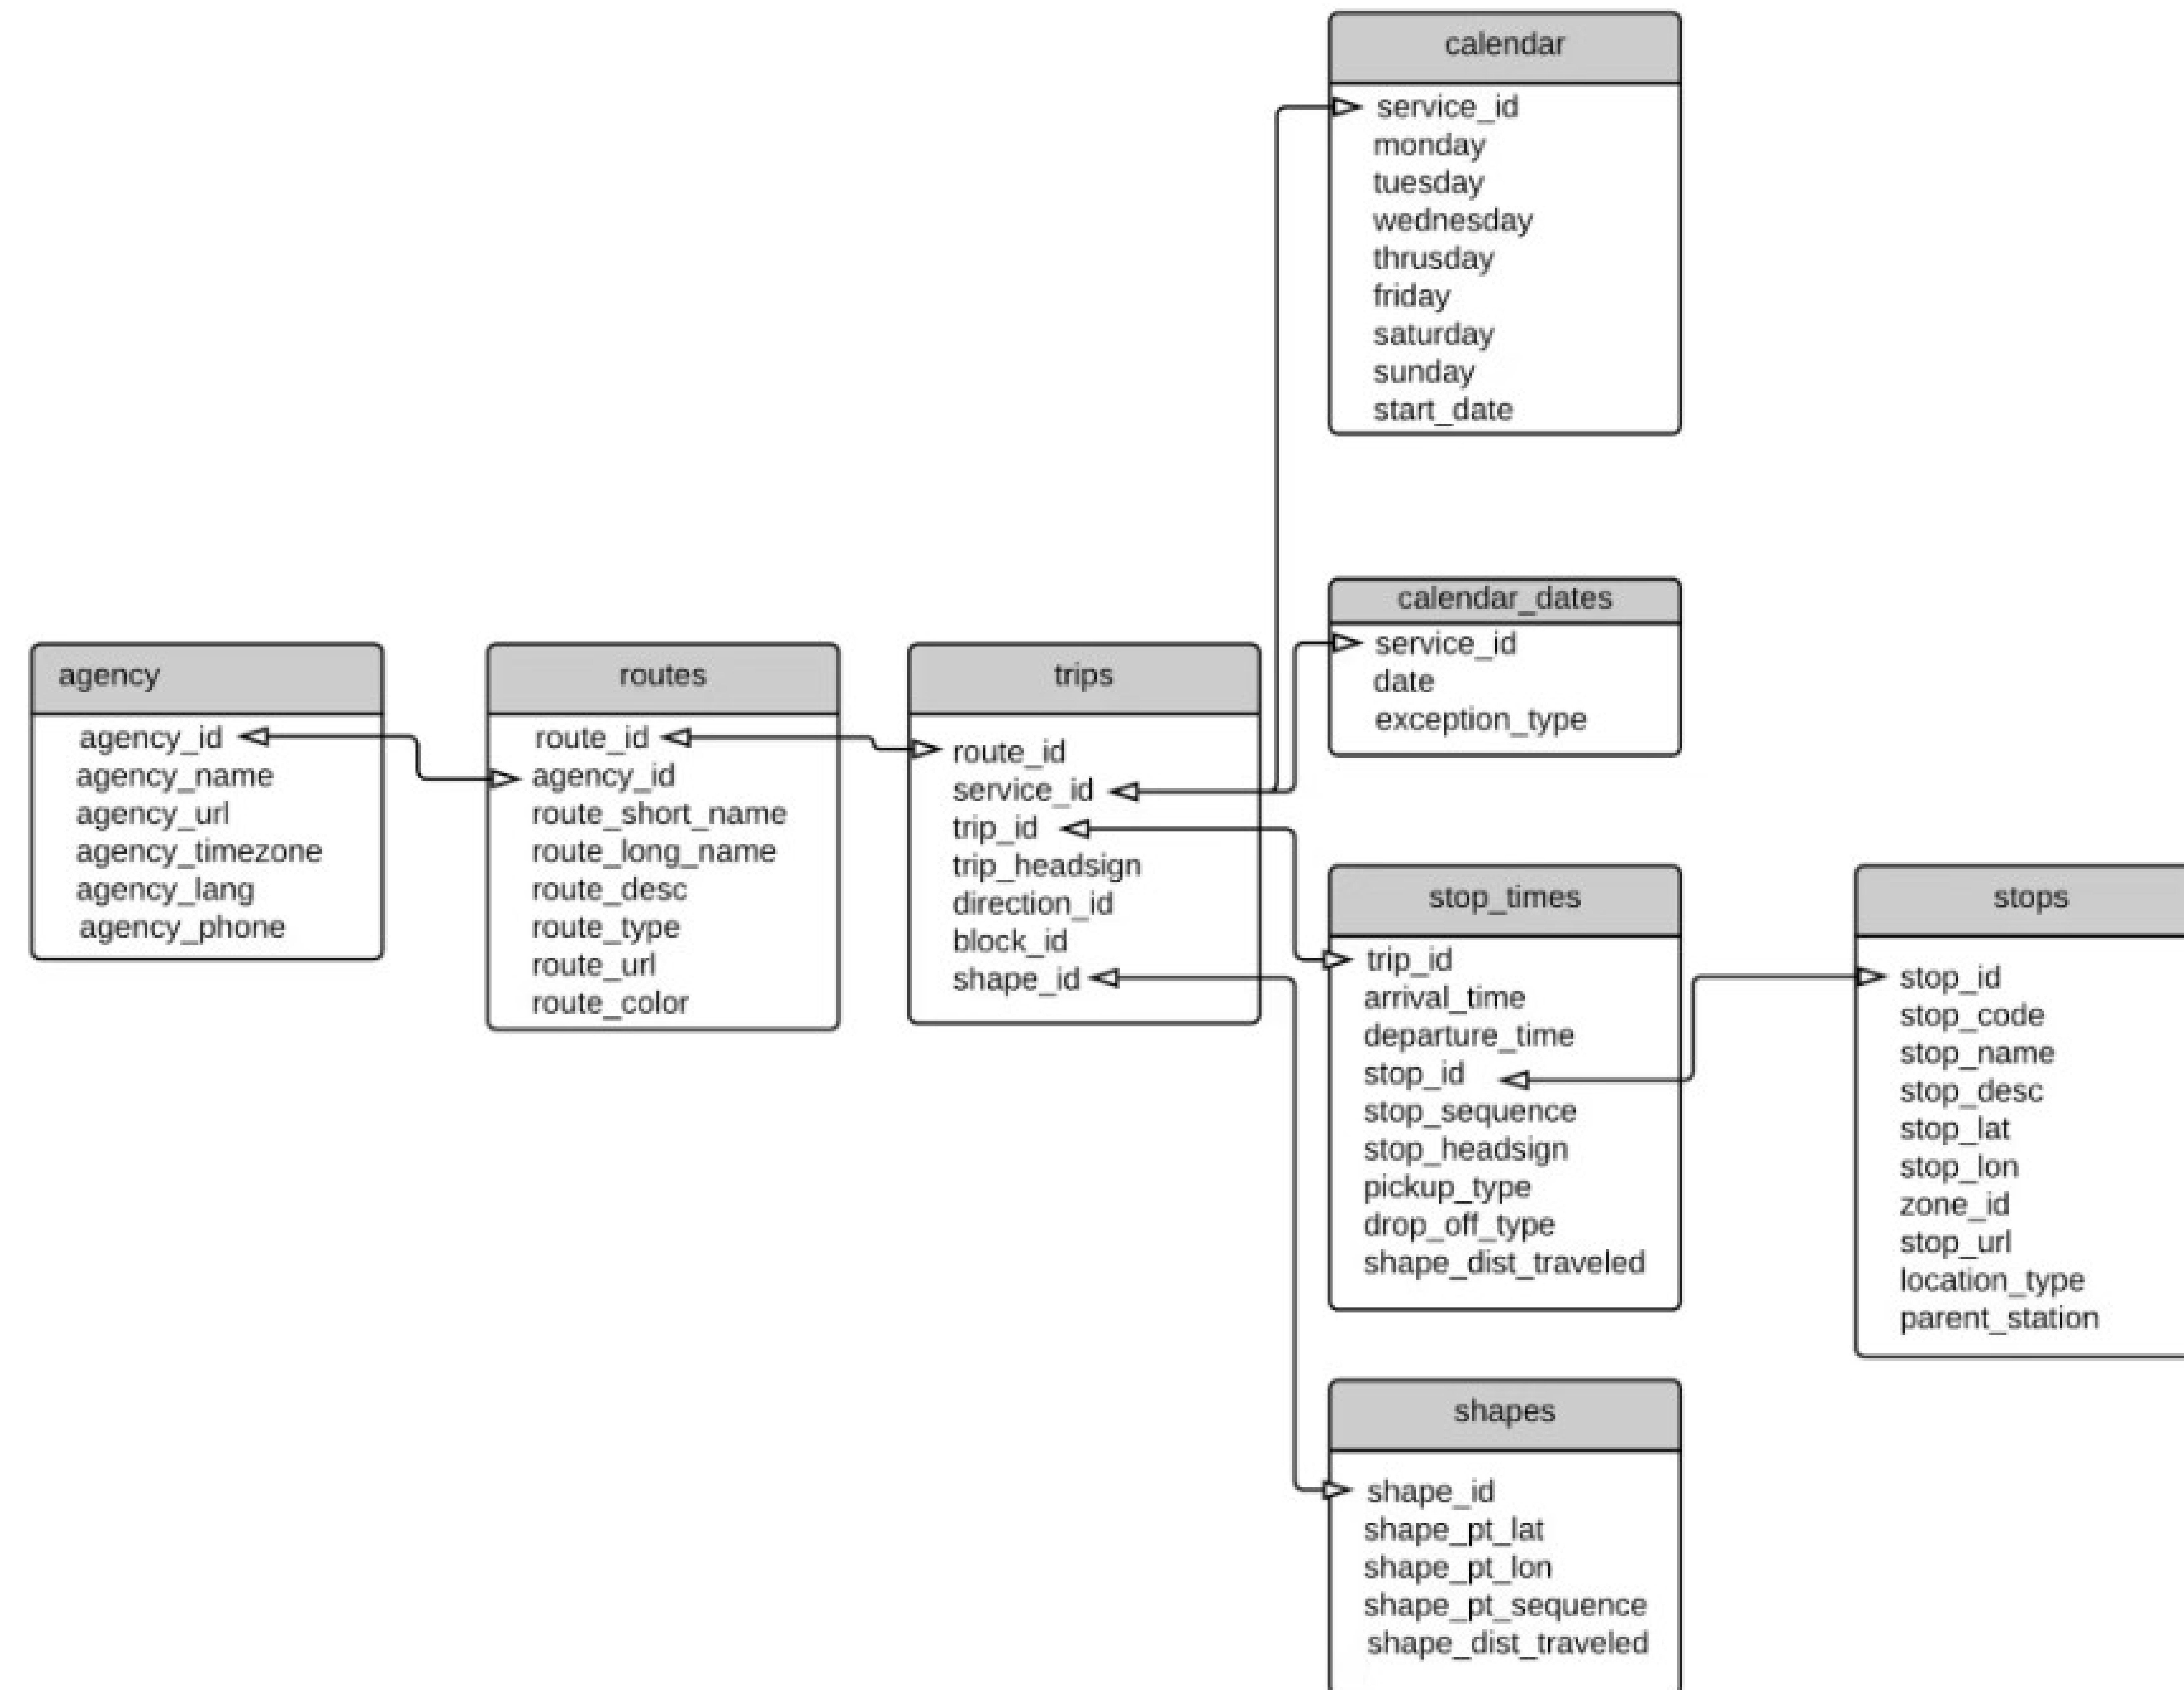 calendar
service_id
monday
tuesday
wednesday
thrusday
friday
saturday
sunday
start_date
calendar_dates
service_id
date
exception_type
agency
agency_id
agency_name
agency_url
agency_timezone
agency_lang
agency_phone
routes
route_id
agency_id
route_short_name
route_long_name
route_desc
route_type
route_url
route_color
trips
route_id
service_id
trip_id
trip_headsign
direction_id
block_id
shape_id
stop_times
trip_id
arrival_time
departure_time
stop_id
stop_sequence
stop_headsign
pickup_type
drop_off_type
shape_dist_traveled
stops
stop_id
stop_code
stop_name
stop_desc
stop_lat
stop_lon
zone_id
stop_url
location_type
parent_station
shapes
shape_id
shape_pt_lat
shape_pt_lon
shape_pt_sequence
shape_dist_traveled